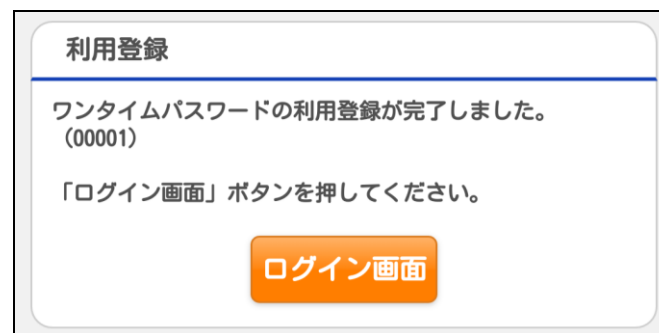 利用登録
ワンタイムパスワードの利用登録が完了しました。
（00001）
「ログイン画面」ボタンを押してください。
ログイン画面